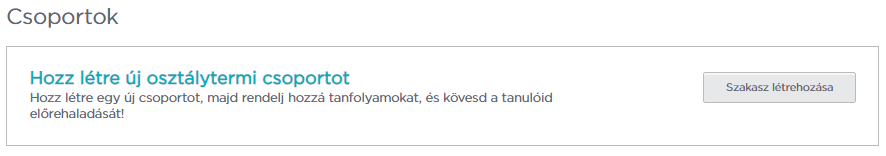 Csoportok
Hozz létre új osztálytermi csoportot
Hozz létre egy új csoportot, majd rendelj hozzá tanfolyamokat, és kövesd a tanulóid
előrehaladását!
Szakasz létrehozása